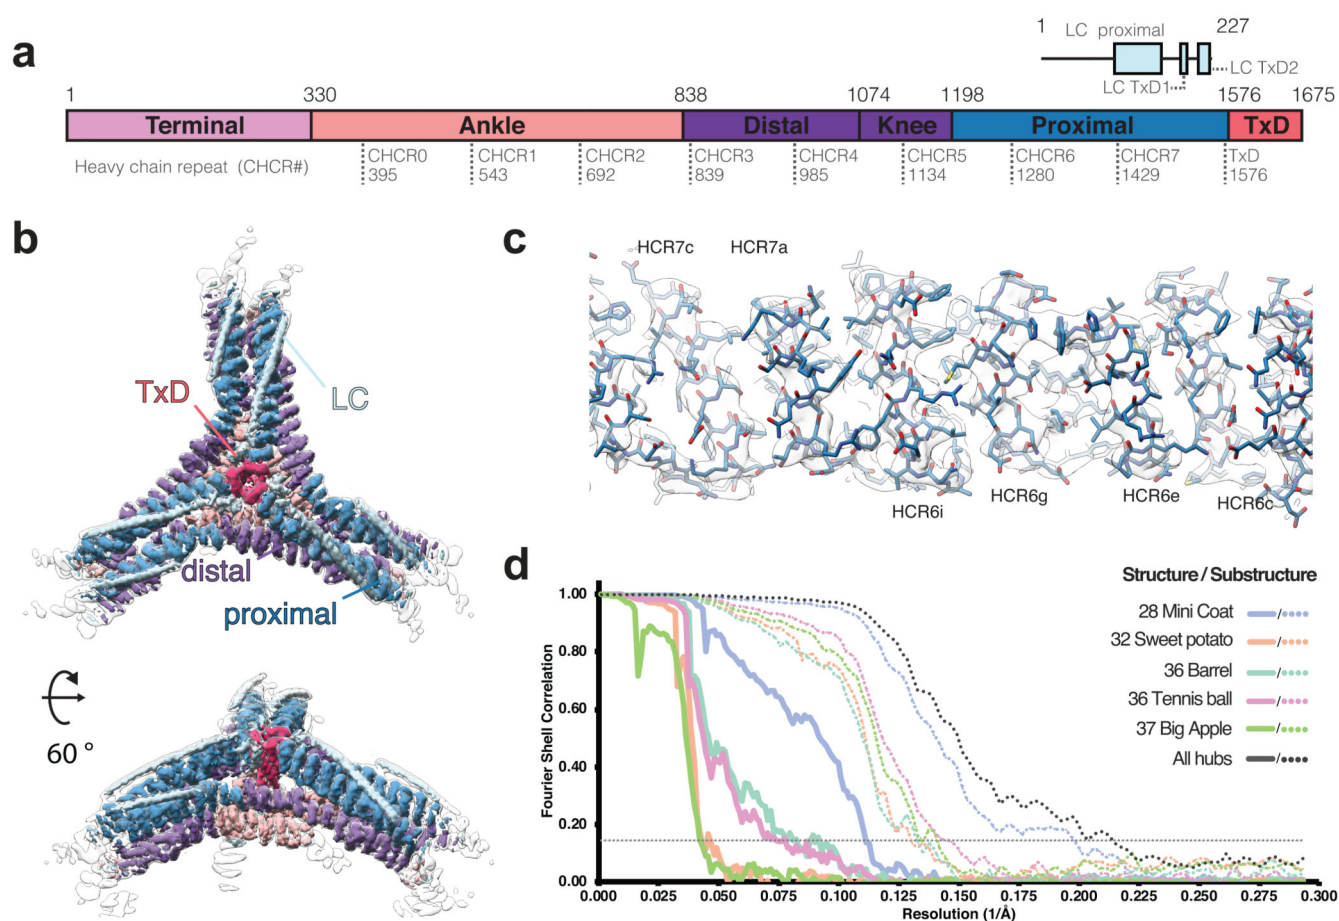 a
1 LC proximal 227
LC TxD2
LC TxD1
1 330 838 1074 1198 1576 1675
Terminal Ankle Distal Knee Proximal TxD
Heavy chain repeat (CHCR#)
CHCR0 CHCR1 CHCR2 CHCR3 CHCR4 CHCR5 CHCR6 CHCR7 TxD
395 543 692 839 985 1134 1280 1429 1576
b
TxD
LC
distal
proximal
60 °
c
HCR7c HCR7a
HCR6i HCR6g HCR6e HCR6c
d
Structure / Substructure
28 Mini Coat /
32 Sweet potato /
36 Barrel /
36 Tennis ball /
37 Big Apple /
All hubs /
Fourier Shell Correlation
1.00
0.80
0.60
0.40
0.20
0.00
0.00 0.025 0.050 0.075 0.100 0.125 0.150 0.175 0.200 0.225 0.250 0.275 0.300
Resolution (1/Å)